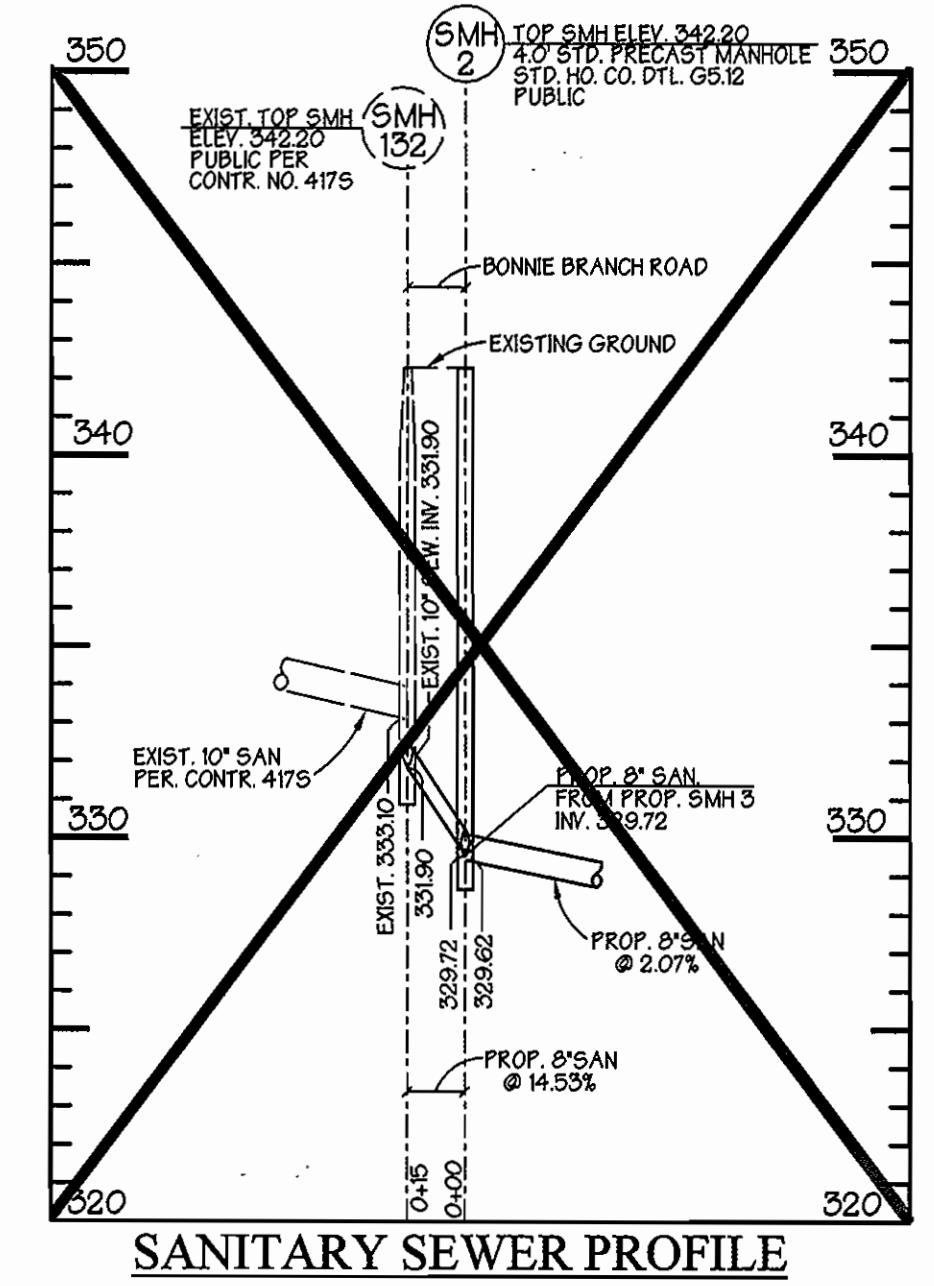 SMH
2
TOP SMH ELEV. 342.20
4.0' STD. PRECAST MANHOLE
STD. HO. CO. DTL. G5.12
PUBLIC
350
350
EXIST. TOP SMH
ELEV. 342.20
PUBLIC PER
CONTR. NO. 417S
SMH
132
BONNIE BRANCH ROAD
EXISTING GROUND
340
340
EXIST. 10" SEW. INV. 331.90
EXIST. 10" SAN
PER. CONTR. 417S
PROP. 8" SAN.
FROM PROP. SMH 3
INV. 329.72
330
330
EXIST. 333.10
331.90
329.72
329.62
PROP. 8"SAN
@ 2.07%
PROP. 8"SAN
@ 14.53%
0+15
0+00
320
320
SANITARY SEWER PROFILE